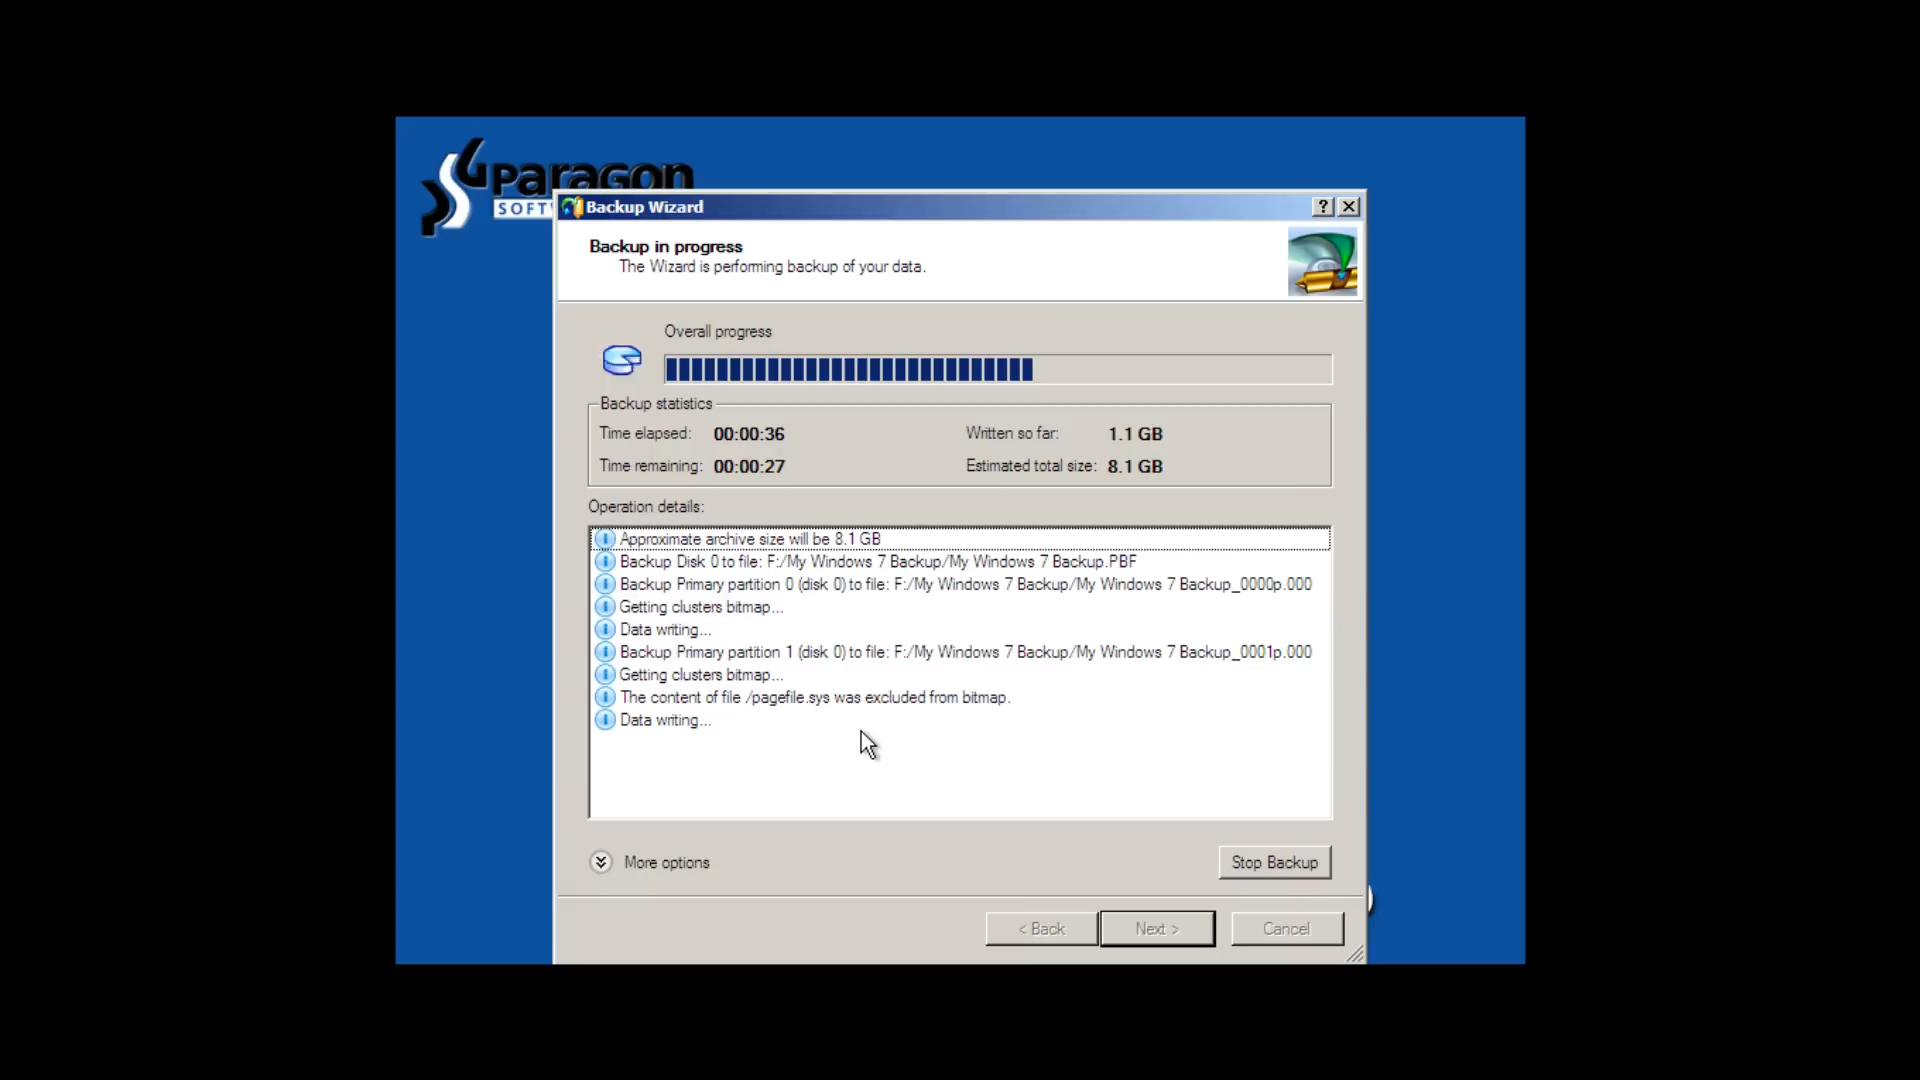 Paragon
SOFT
Backup Wizard
Backup in progress
The Wizard is performing backup of your data.
Overall progress
Backup statistics
Time elapsed: 00:00:36 Written so far: 1.1 GB
Time remaining: 00:00:27 Estimated total size: 8.1 GB
Operation details:
Approximate archive size will be 8.1 GB
Backup Disk 0 to file: F:/My Windows 7 Backup/My Windows 7 Backup.PBF
Backup Primary partition 0 (disk 0) to file: F:/My Windows 7 Backup/My Windows 7 Backup_0000p.000
Getting clusters bitmap...
Data writing...
Backup Primary partition 1 (disk 0) to file: F:/My Windows 7 Backup/My Windows 7 Backup_0001p.000
Getting clusters bitmap...
The content of file /pagefile.sys was excluded from bitmap.
Data writing...
More options
Stop Backup
< Back Next > Cancel